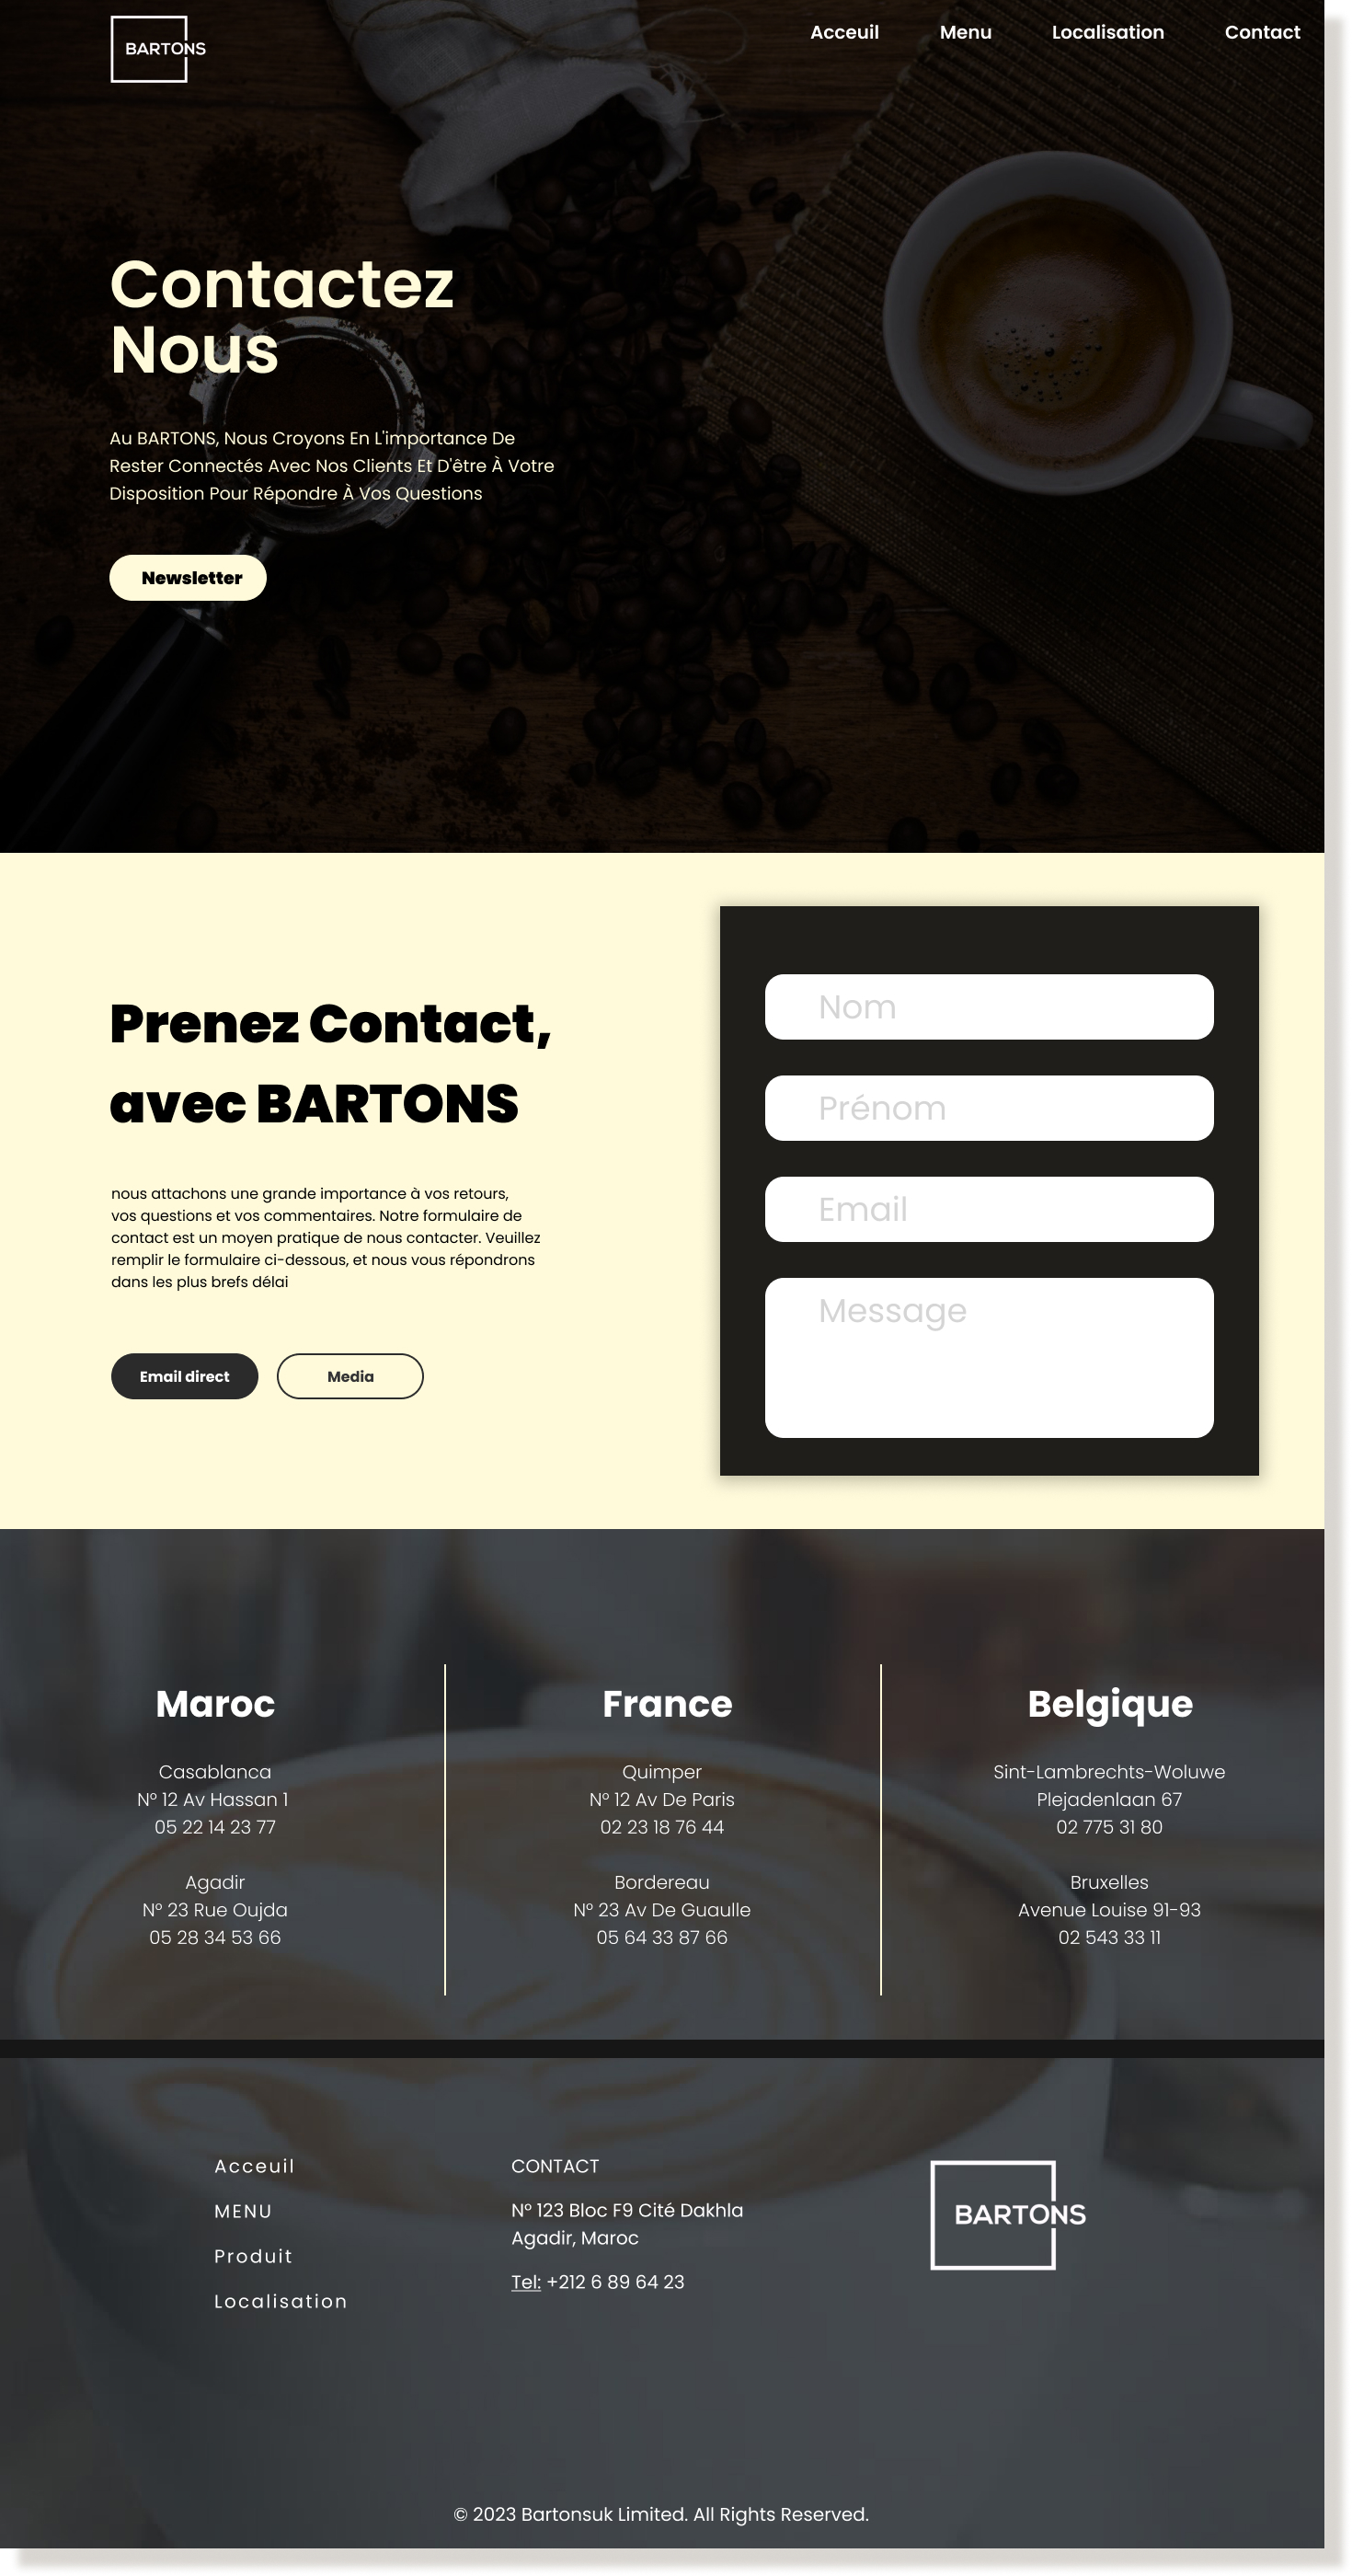 BARTONS
Acceuil Menu Localisation Contact
Contactez
Nous
Au BARTONS, Nous Croyons En L'importance De
Rester Connectés Avec Nos Clients Et D'être À Votre
Disposition Pour Répondre À Vos Questions
Newsletter
Prenez Contact,
avec BARTONS
nous attachons une grande importance à vos retours,
vos questions et vos commentaires. Notre formulaire de
contact est un moyen pratique de nous contacter. Veuillez
remplir le formulaire ci-dessous, et nous vous répondrons
dans les plus brefs délai
Email direct
Media
Nom
Prénom
Email
Message
Maroc
Casablanca
N° 12 Av Hassan 1
05 22 14 23 77
Agadir
N° 23 Rue Oujda
05 28 34 53 66
France
Quimper
N° 12 Av De Paris
02 23 18 76 44
Bordereau
N° 23 Av De Guaulle
05 64 33 87 66
Belgique
Sint-Lambrechts-Woluwe
Plejadenlaan 67
02 775 31 80
Bruxelles
Avenue Louise 91-93
02 543 33 11
Acceuil
MENU
Produit
Localisation
CONTACT
N° 123 Bloc F9 Cité Dakhla
Agadir, Maroc
Tel: +212 6 89 64 23
BARTONS
© 2023 Bartonsuk Limited. All Rights Reserved.